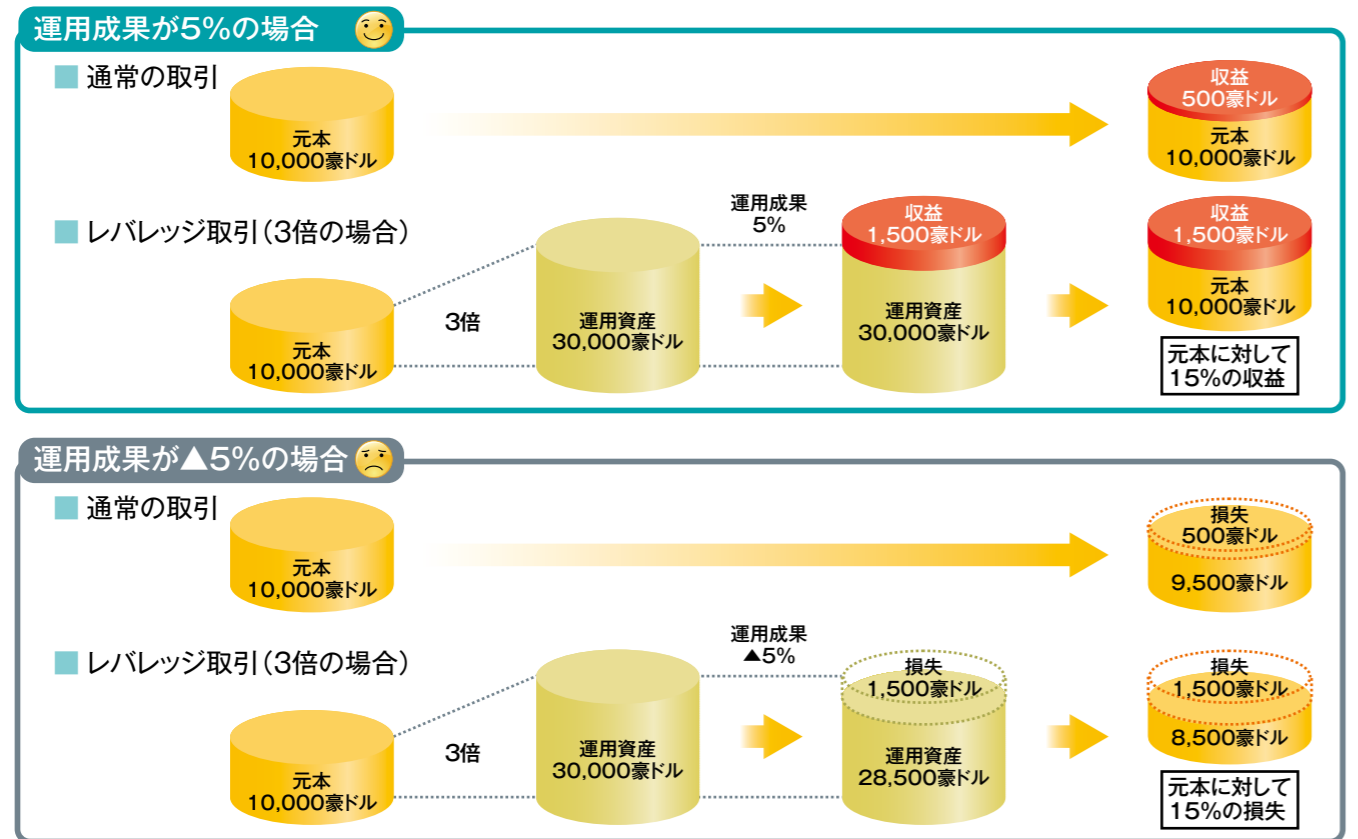 運用成果が5%の場合
通常の取引
元本
10,000豪ドル
収益
500豪ドル
元本
10,000豪ドル
レバレッジ取引(3倍の場合)
元本
10,000豪ドル
3倍
運用資産
30,000豪ドル
運用成果
5%
収益
1,500豪ドル
運用資産
30,000豪ドル
収益
1,500豪ドル
元本
10,000豪ドル
元本に対して
15%の収益
運用成果が▲5%の場合
通常の取引
元本
10,000豪ドル
損失
500豪ドル
9,500豪ドル
レバレッジ取引(3倍の場合)
元本
10,000豪ドル
3倍
運用資産
30,000豪ドル
運用成果
▲5%
損失
1,500豪ドル
運用資産
28,500豪ドル
損失
1,500豪ドル
8,500豪ドル
元本に対して
15%の損失